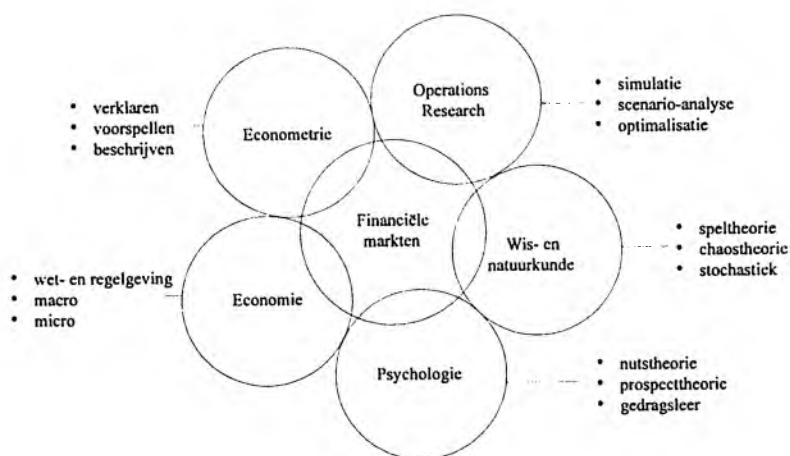 Operations
Research
• simulatie
• scenario-analyse
• optimalisatie
• verklaren
• voorspellen
• beschrijven
Econometrie
Financiële
markten
Wis- en
natuurkunde
• speltheorie
• chaostheorie
• stochastiek
• wet- en regelgeving
• macro
• micro
Economie
Psychologie
• nutstheorie
• prospecttheorie
• gedragsleer